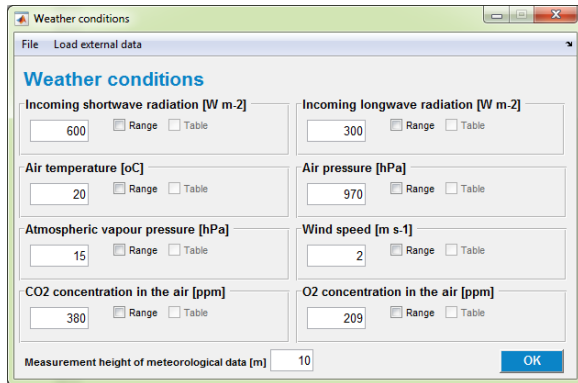 Weather conditions
File Load external data
Weather conditions
Incoming shortwave radiation [W m-2] Incoming longwave radiation [W m-2]
600 Range Table 300 Range Table
Air temperature [oC] Air pressure [hPa]
20 Range Table 970 Range Table
Atmospheric vapour pressure [hPa] Wind speed [m s-1]
15 Range Table 2 Range Table
CO2 concentration in the air [ppm] O2 concentration in the air [ppm]
380 Range Table 209 Range Table
Measurement height of meteorological data [m] 10 OK